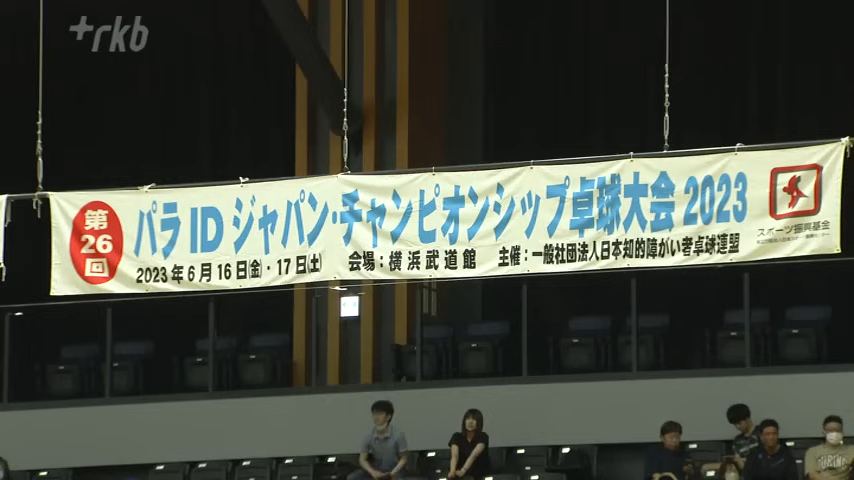 +rkb
第
26
回
パラIDジャパン・チャンピオンシップ卓球大会2023
2023年6月16日(金)・17日(土) 会場：横浜武道館 主催：一般社団法人日本知的障がい者卓球連盟
スポーツ振興基金